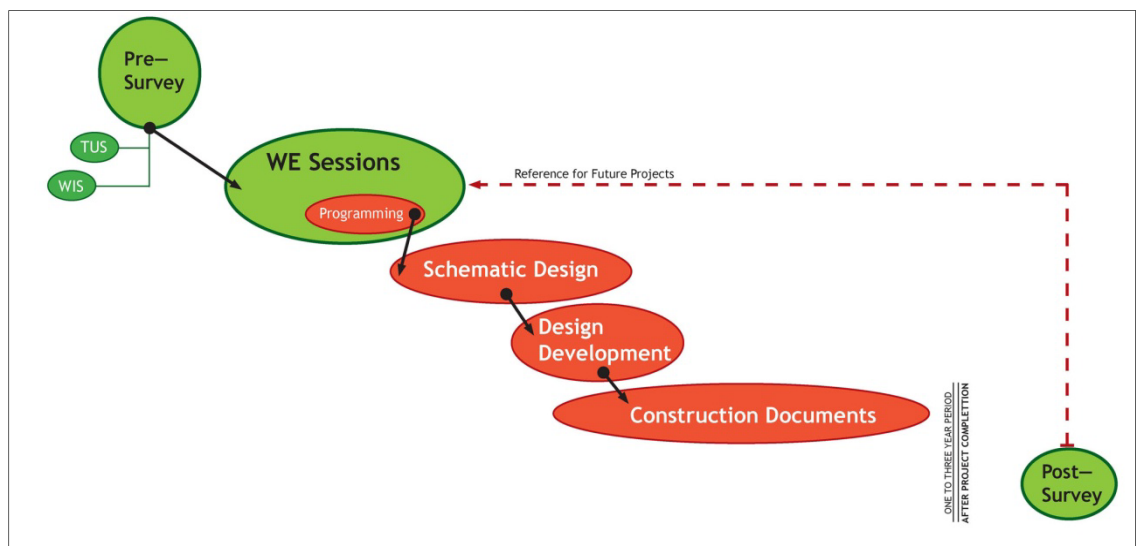 Pre—
Survey
TUS
WIS
WE Sessions
Programming
Reference for Future Projects
Schematic Design
Design
Development
Construction Documents
ONE TO THREE YEAR PERIOD
AFTER PROJECT COMPLETTION
Post—
Survey